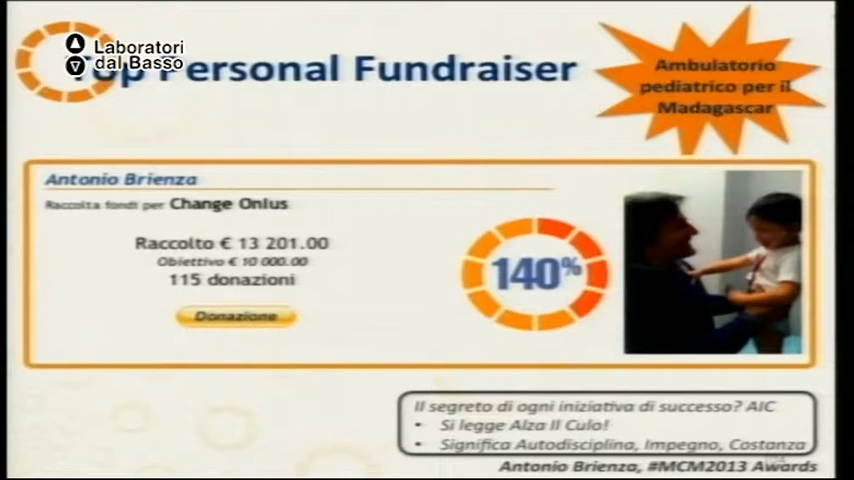 Laboratori
dal Basso
Top Personal Fundraiser
Ambulatorio
pediatrico per il
Madagascar
Antonio Brienza
Raccolta fondi per Change Onlus
Raccolto € 13 201.00
Obiettivo € 10 000.00
115 donazioni
Donazione
140%
Il segreto di ogni iniziativa di successo? AIC
• Si legge Alza Il Culo!
• Significa Autodisciplina, Impegno, Costanza
Antonio Brienza, #MCM2013 Awards